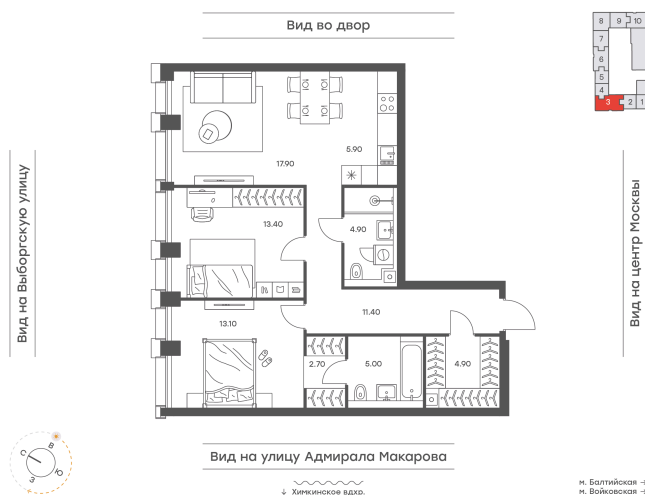 Вид во двор
8 9 10
7
6
5
4
3 2 1
5.90
17.90
Вид на Выборгскую улицу
Вид на центр Москвы
13.40
4.90
11.40
13.10
2.70
5.00
4.90
Вид на улицу Адмирала Макарова
В
С
Ю
З
↓ Химкинское вдхр.
м. Балтийская →
м. Войковская →